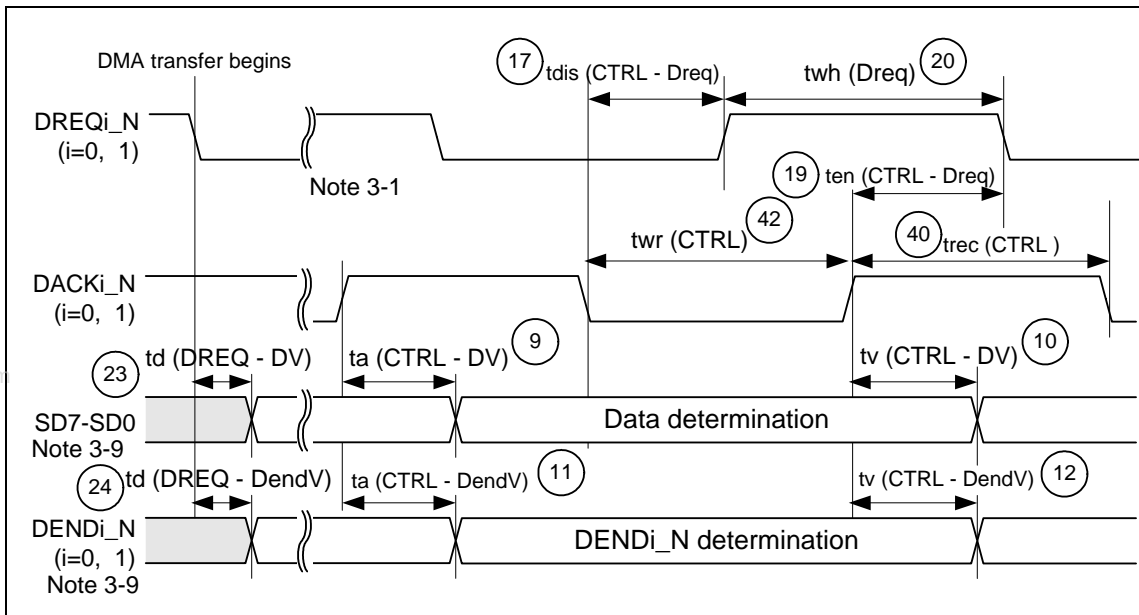 DMA transfer begins
17 tdis (CTRL - Dreq)
twh (Dreq) 20
DREQi_N
(i=0, 1)
Note 3-1
19 ten (CTRL - Dreq)
twr (CTRL) 42
40 trec (CTRL )
DACKi_N
(i=0, 1)
23 td (DREQ - DV)
ta (CTRL - DV) 9
tv (CTRL - DV) 10
SD7-SD0
Note 3-9
Data determination
24 td (DREQ - DendV)
ta (CTRL - DendV) 11
tv (CTRL - DendV) 12
DENDi_N
(i=0, 1)
Note 3-9
DENDi_N determination